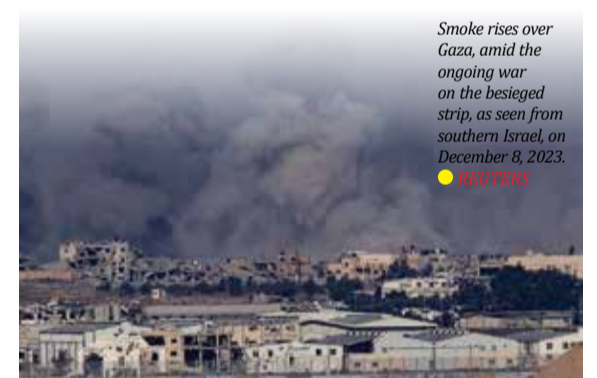 Smoke rises over
Gaza, amid the
ongoing war
on the besieged
strip, as seen from
southern Israel, on
December 8, 2023.
REUTERS